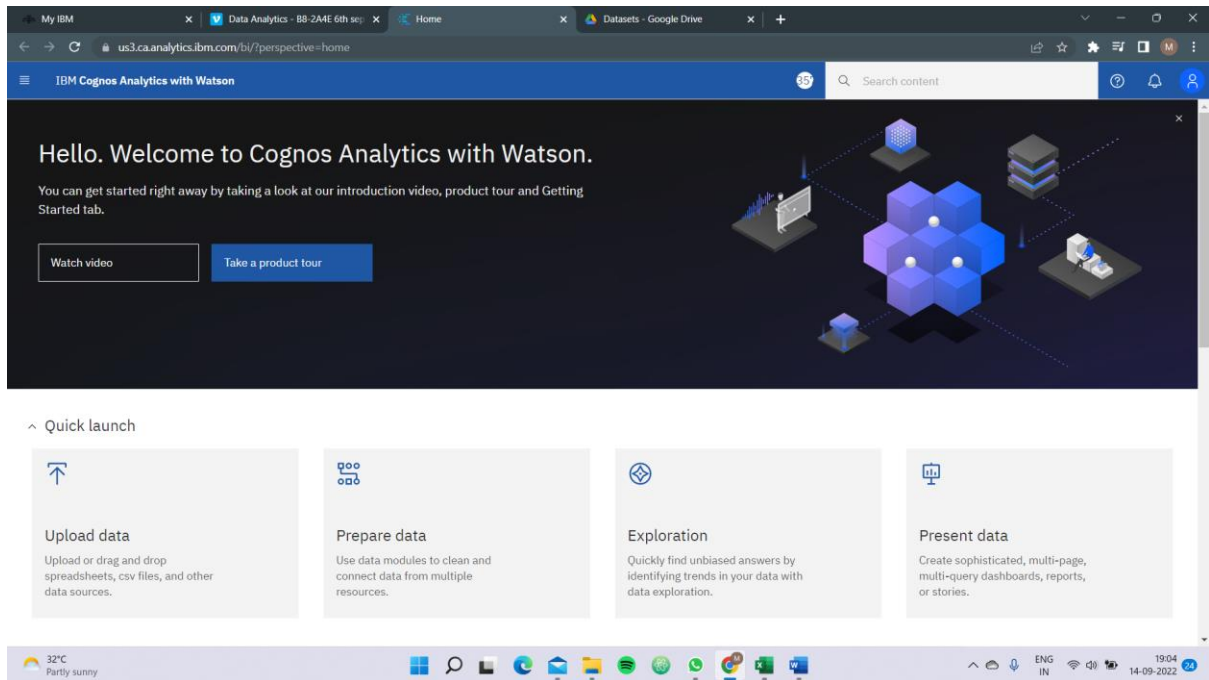 My IBM
Data Analytics - B8-2A4E 6th sep
Home
Datasets - Google Drive
us3.ca.analytics.ibm.com/bi/?perspective=home
M
IBM Cognos Analytics with Watson
35
Search content
Hello. Welcome to Cognos Analytics with Watson.
You can get started right away by taking a look at our introduction video, product tour and Getting
Started tab.
Watch video
Take a product tour
Quick launch
Upload data
Upload or drag and drop
spreadsheets, csv files, and other
data sources.
Prepare data
Use data modules to clean and
connect data from multiple
resources.
Exploration
Quickly find unbiased answers by
identifying trends in your data with
data exploration.
Present data
Create sophisticated, multi-page,
multi-query dashboards, reports,
or stories.
32°C
Partly sunny
ENG
IN
19:04
14-09-2022
24